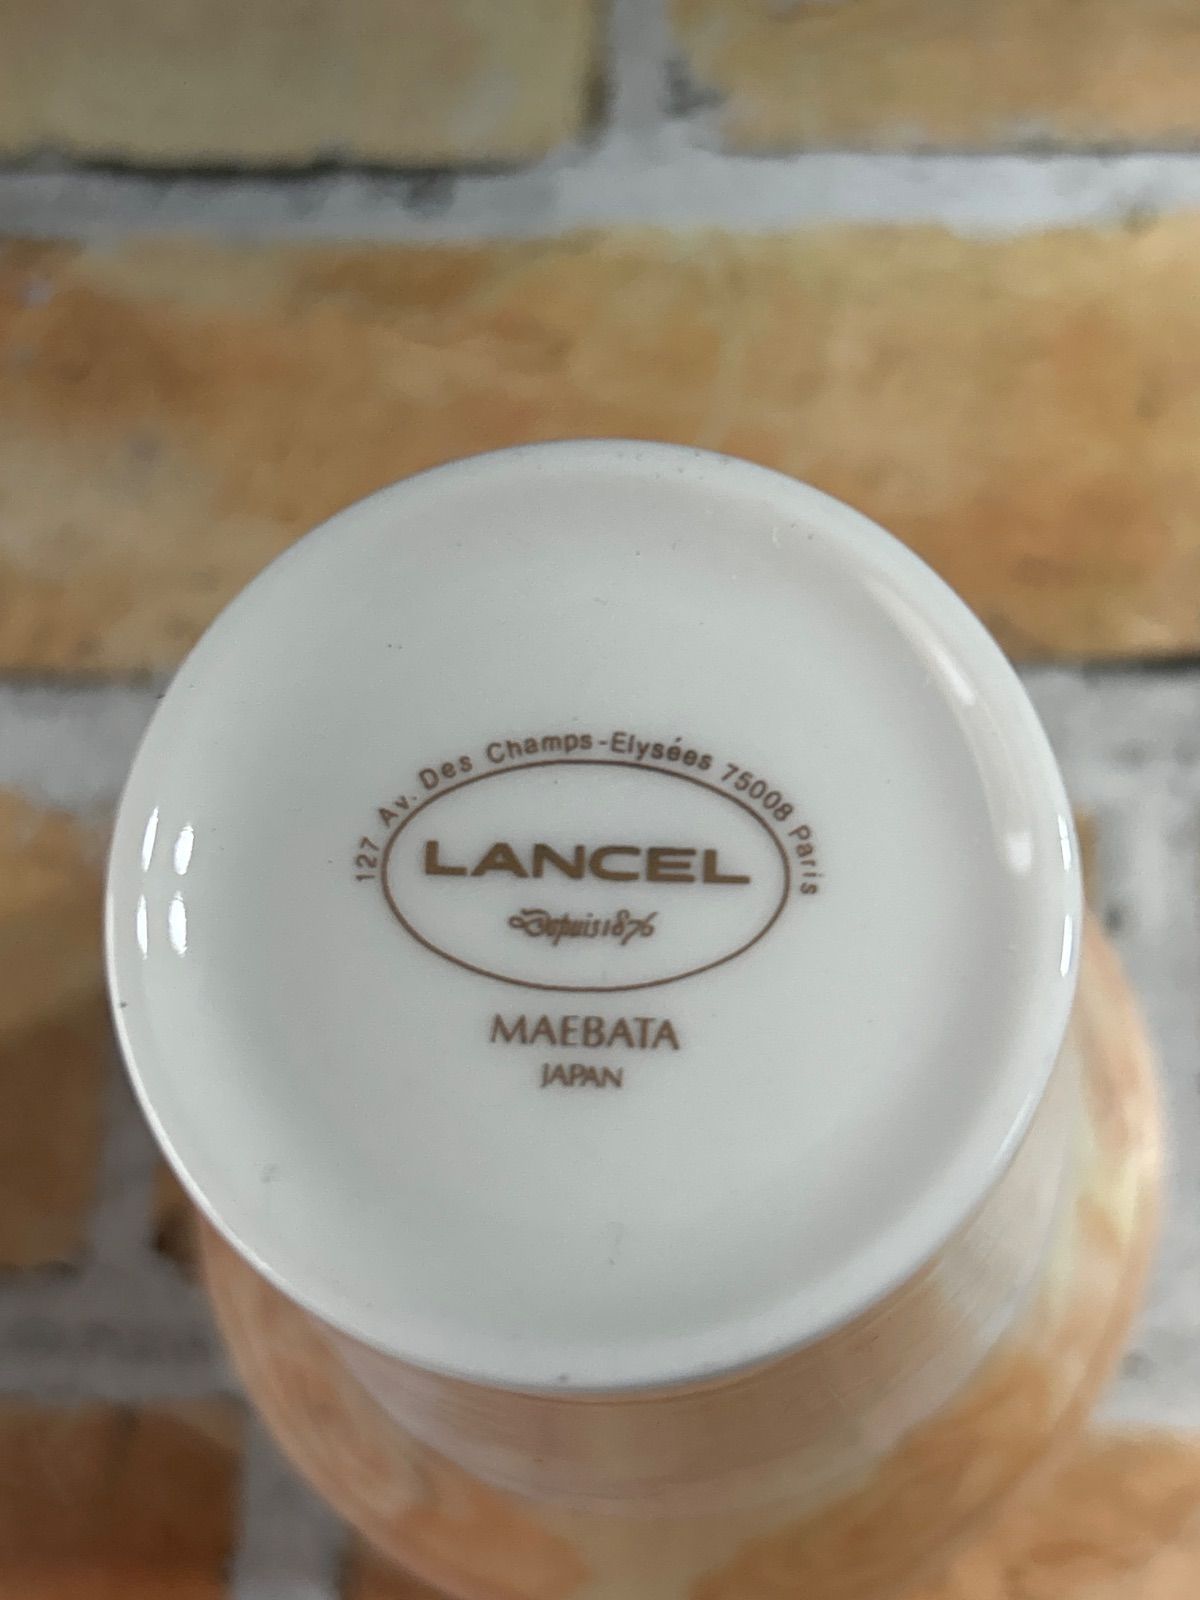 127 Av. Des Champs-Elysées 75008 Paris
LANCEL
Depuis 1876
MAEBATA
JAPAN